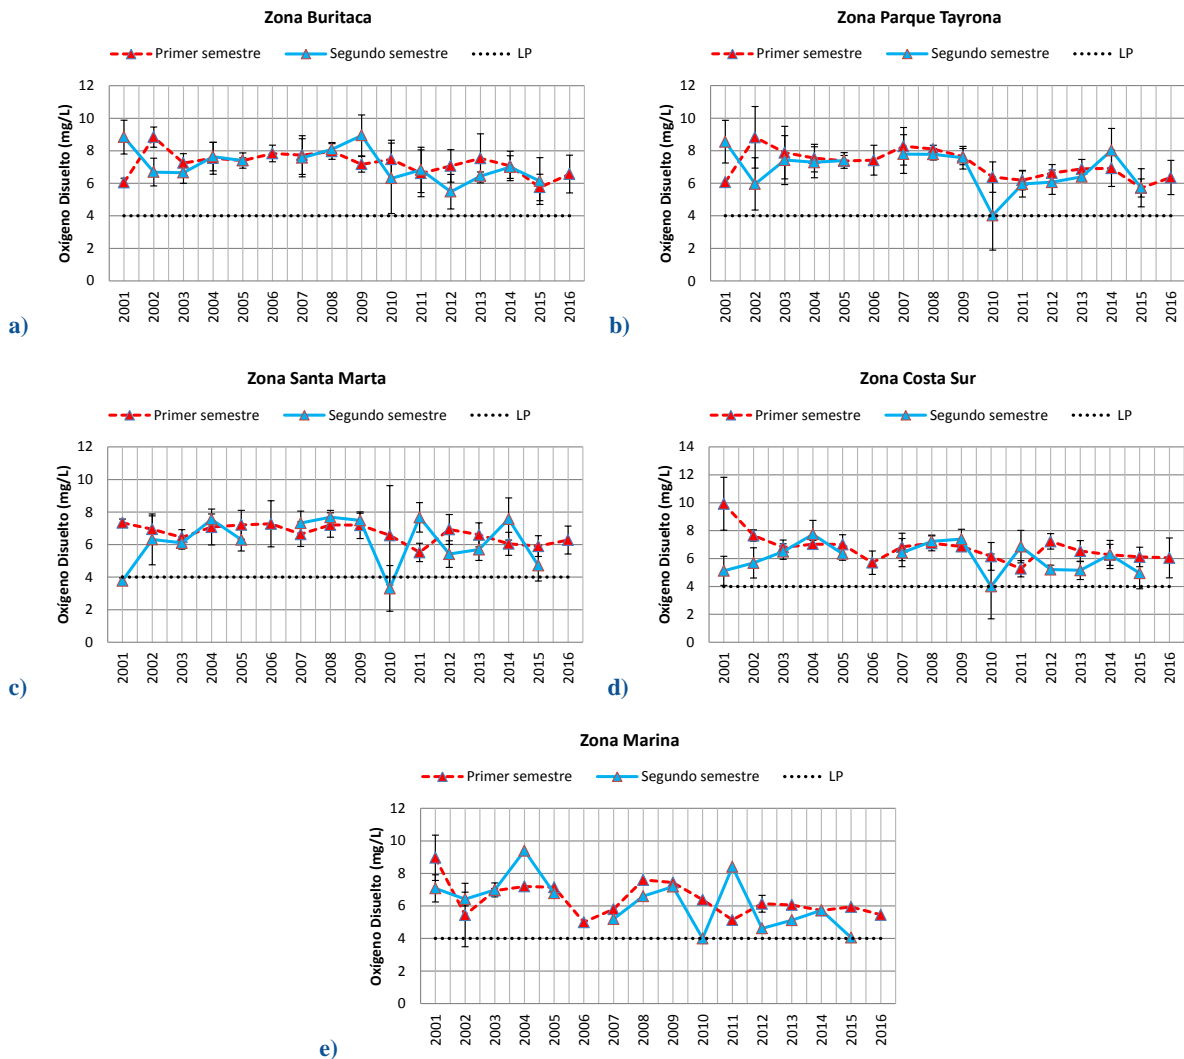 Zona Buritaca
Primer semestre Segundo semestre LP
Oxígeno Disuelto (mg/L)
12
10
8
6
4
2
0
2001 2002 2003 2004 2005 2006 2007 2008 2009 2010 2011 2012 2013 2014 2015 2016
a)
Zona Parque Tayrona
Primer semestre Segundo semestre LP
Oxígeno Disuelto (mg/L)
12
10
8
6
4
2
0
2001 2002 2003 2004 2005 2006 2007 2008 2009 2010 2011 2012 2013 2014 2015 2016
b)
Zona Santa Marta
Primer semestre Segundo semestre LP
Oxígeno Disuelto (mg/L)
12
10
8
6
4
2
0
2001 2002 2003 2004 2005 2006 2007 2008 2009 2010 2011 2012 2013 2014 2015 2016
c)
Zona Costa Sur
Primer semestre Segundo semestre LP
Oxígeno Disuelto (mg/L)
14
12
10
8
6
4
2
0
2001 2002 2003 2004 2005 2006 2007 2008 2009 2010 2011 2012 2013 2014 2015 2016
d)
Zona Marina
Primer semestre Segundo semestre LP
Oxígeno Disuelto (mg/L)
12
10
8
6
4
2
0
2001 2002 2003 2004 2005 2006 2007 2008 2009 2010 2011 2012 2013 2014 2015 2016
e)